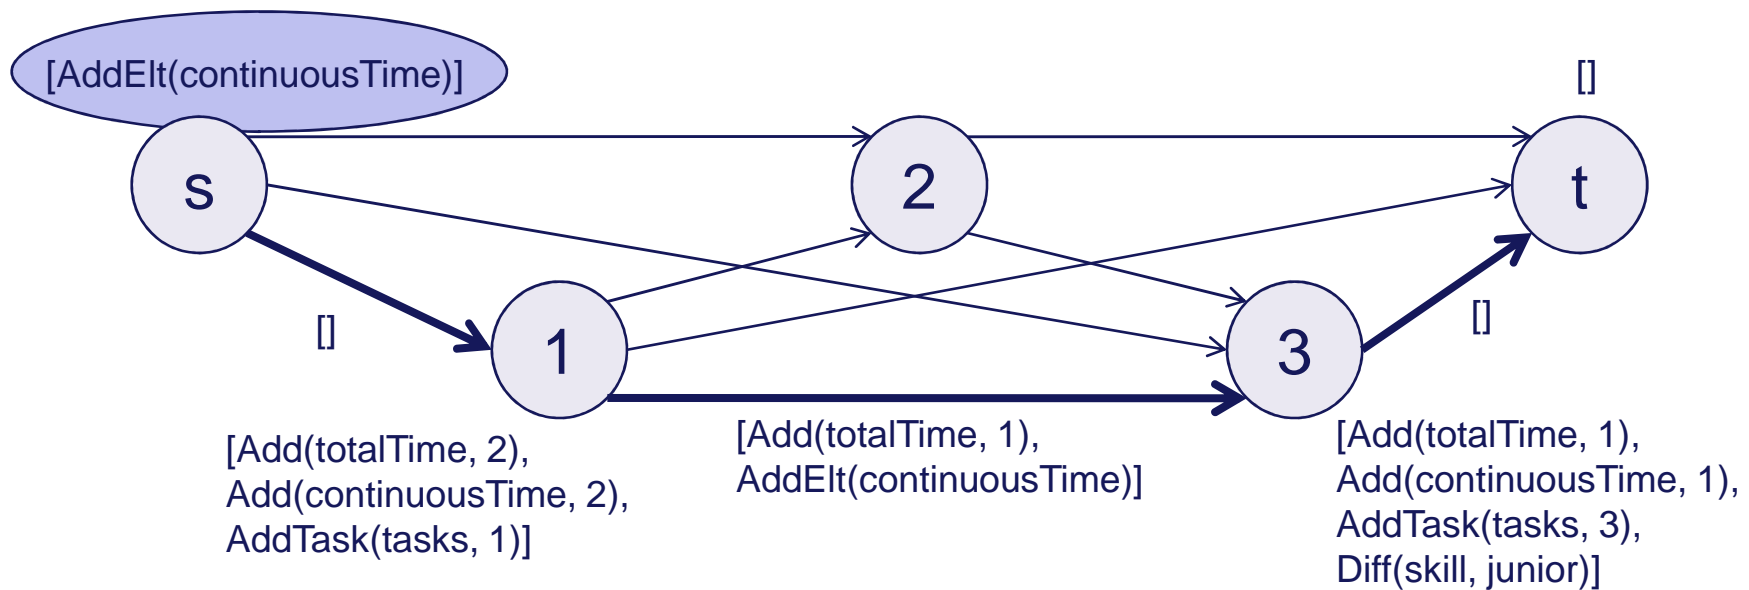 [AddElt(continuousTime)]
[]
s
2
t
[]
1
3
[]
[Add(totalTime, 2),
Add(continuousTime, 2),
AddTask(tasks, 1)]
[Add(totalTime, 1),
AddElt(continuousTime)]
[Add(totalTime, 1),
Add(continuousTime, 1),
AddTask(tasks, 3),
Diff(skill, junior)]